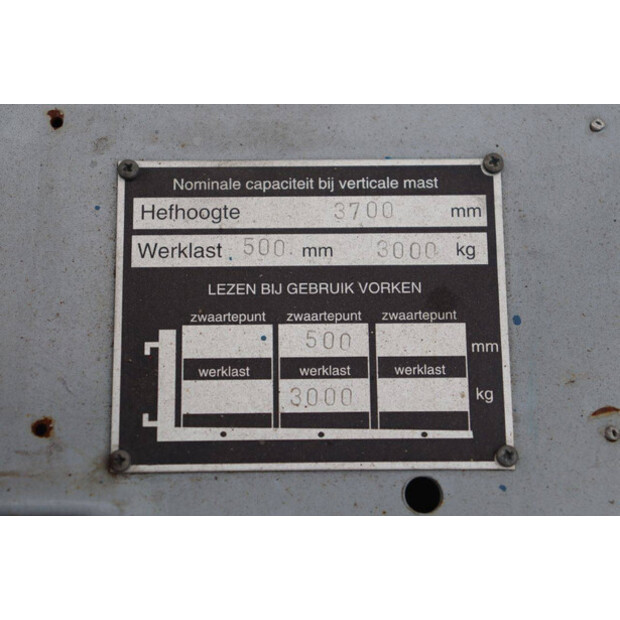 Nominale capaciteit bij verticale mast
Hefhoogte 3700 mm
Werklast 500 mm 3000 kg
LEZEN BIJ GEBRUIK VORKEN
zwaartepunt zwaartepunt zwaartepunt
500 mm
werklast werklast werklast
3000 kg